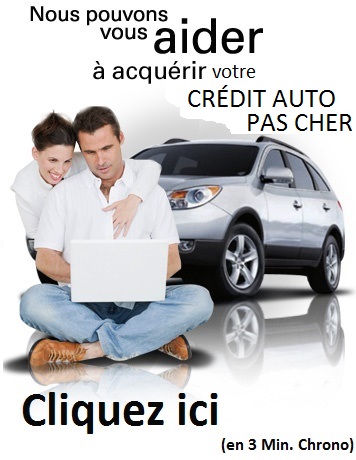 Nous pouvons
vous aider
à acquérir votre
CRÉDIT AUTO
PAS CHER
Cliquez ici
(en 3 Min. Chrono)